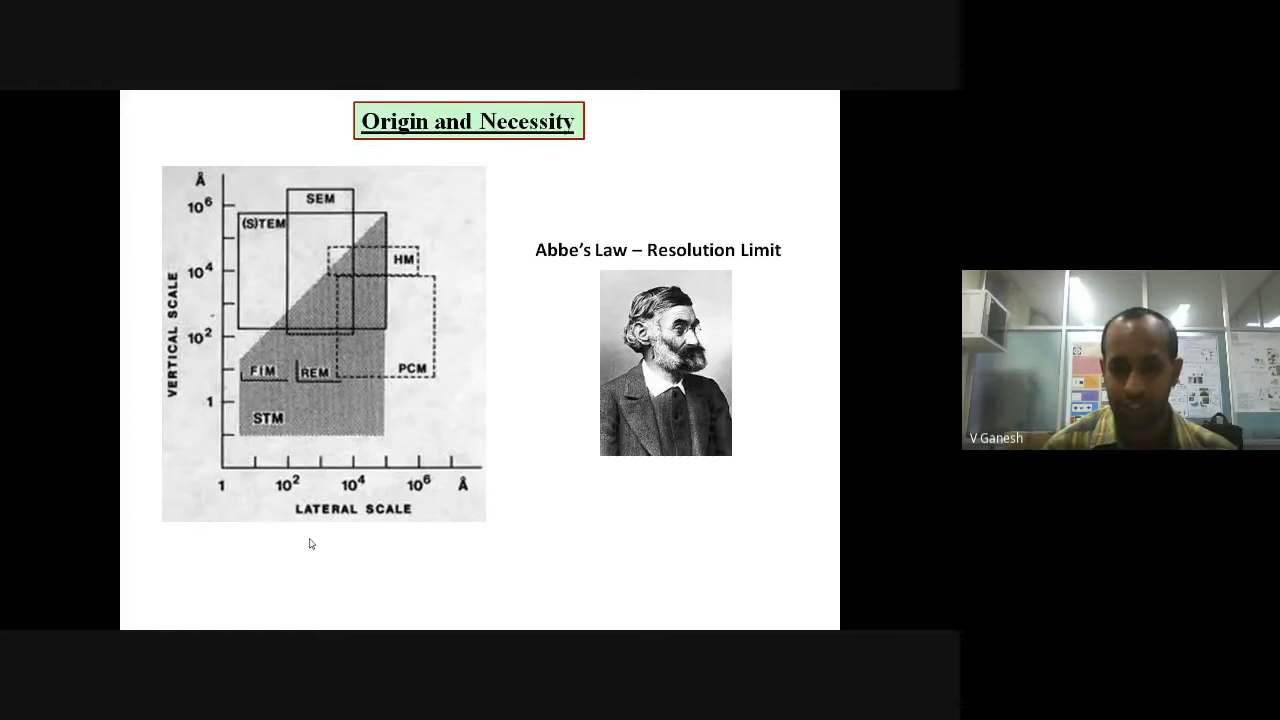 Origin and Necessity
Å
10⁶
10⁴
10²
1
VERTICAL SCALE
SEM
(S)TEM
HM
PCM
FIM
REM
STM
1 10² 10⁴ 10⁶ Å
LATERAL SCALE
Abbe's Law – Resolution Limit
V Ganesh